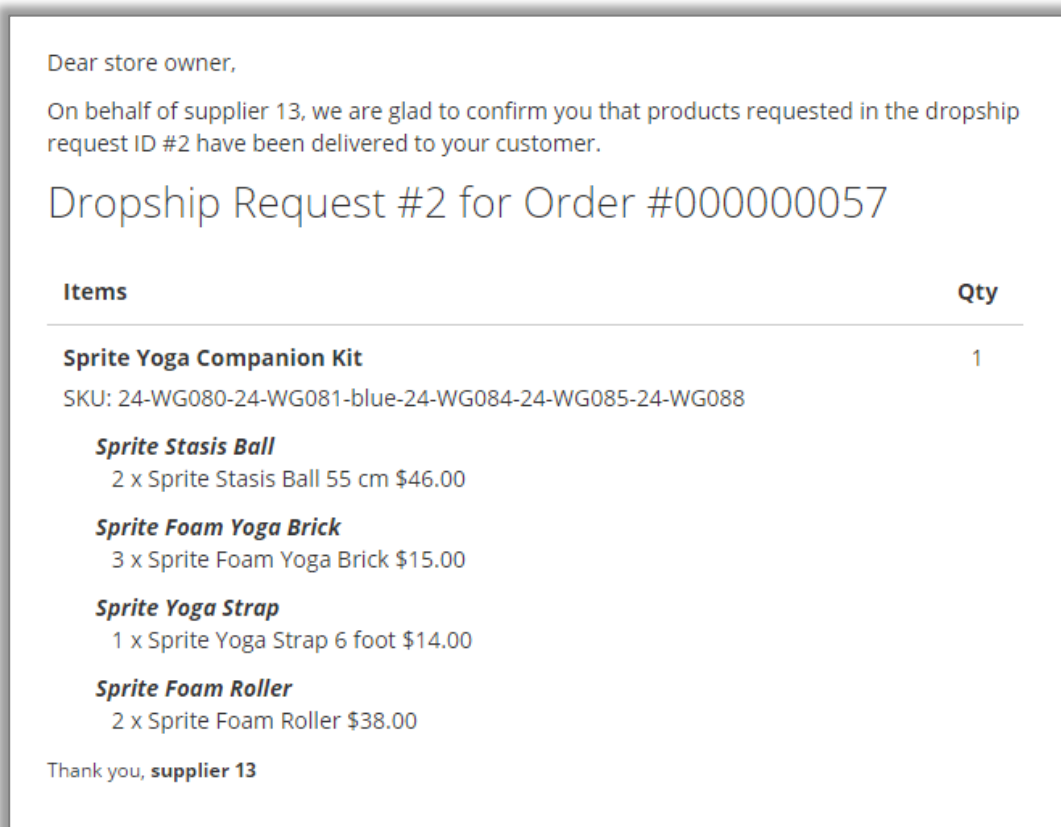 Dear store owner,
On behalf of supplier 13, we are glad to confirm you that products requested in the dropship
request ID #2 have been delivered to your customer.
Dropship Request #2 for Order #000000057
Items Qty
Sprite Yoga Companion Kit 1
SKU: 24-WG080-24-WG081-blue-24-WG084-24-WG085-24-WG088
Sprite Stasis Ball
2 x Sprite Stasis Ball 55 cm $46.00
Sprite Foam Yoga Brick
3 x Sprite Foam Yoga Brick $15.00
Sprite Yoga Strap
1 x Sprite Yoga Strap 6 foot $14.00
Sprite Foam Roller
2 x Sprite Foam Roller $38.00
Thank you, supplier 13